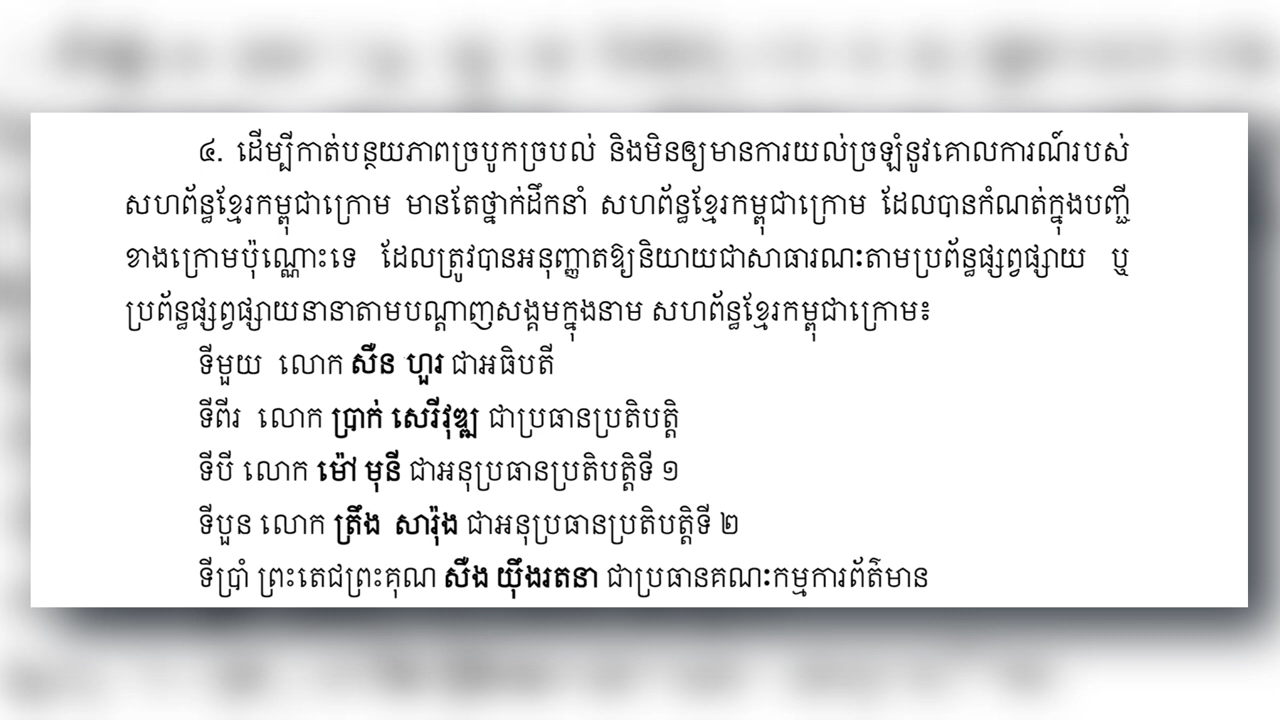 ៤. ដើម្បីកាត់បន្ថយភាពច្របូកច្របល់ និងមិនឲ្យមានការយល់ច្រឡំនូវគោលការណ៍របស់
សហព័ន្ធខ្មែរកម្ពុជាក្រោម មានតែថ្នាក់ដឹកនាំ សហព័ន្ធខ្មែរកម្ពុជាក្រោម ដែលបានកំណត់ក្នុងបញ្ជី
ខាងក្រោមប៉ុណ្ណោះទេ ដែលត្រូវបានអនុញ្ញាតឱ្យនិយាយជាសាធារណៈតាមប្រព័ន្ធផ្សព្វផ្សាយ ឬ
ប្រព័ន្ធផ្សព្វផ្សាយនានាតាមបណ្តាញសង្គមក្នុងនាម សហព័ន្ធខ្មែរកម្ពុជាក្រោម៖
ទីមួយ លោក សឺន ហួរ ជាអធិបតី
ទីពីរ លោក ប្រាក់ សេរីវុឌ្ឍ ជាប្រធានប្រតិបត្តិ
ទីបី លោក ម៉ៅ មុនី ជាអនុប្រធានប្រតិបត្តិទី ១
ទីបួន លោក ត្រឹង សារ៉ុង ជាអនុប្រធានប្រតិបត្តិទី ២
ទីប្រាំ ព្រះតេជព្រះគុណ សឺង យ៉ឹងរតនា ជាប្រធានគណៈកម្មការព័ត៌មាន